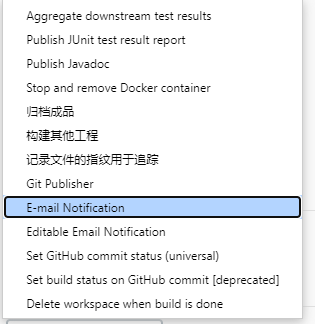 Aggregate downstream test results
Publish JUnit test result report
Publish Javadoc
Stop and remove Docker container
归档成品
构建其他工程
记录文件的指纹用于追踪
Git Publisher
E-mail Notification
Editable Email Notification
Set GitHub commit status (universal)
Set build status on GitHub commit [deprecated]
Delete workspace when build is done